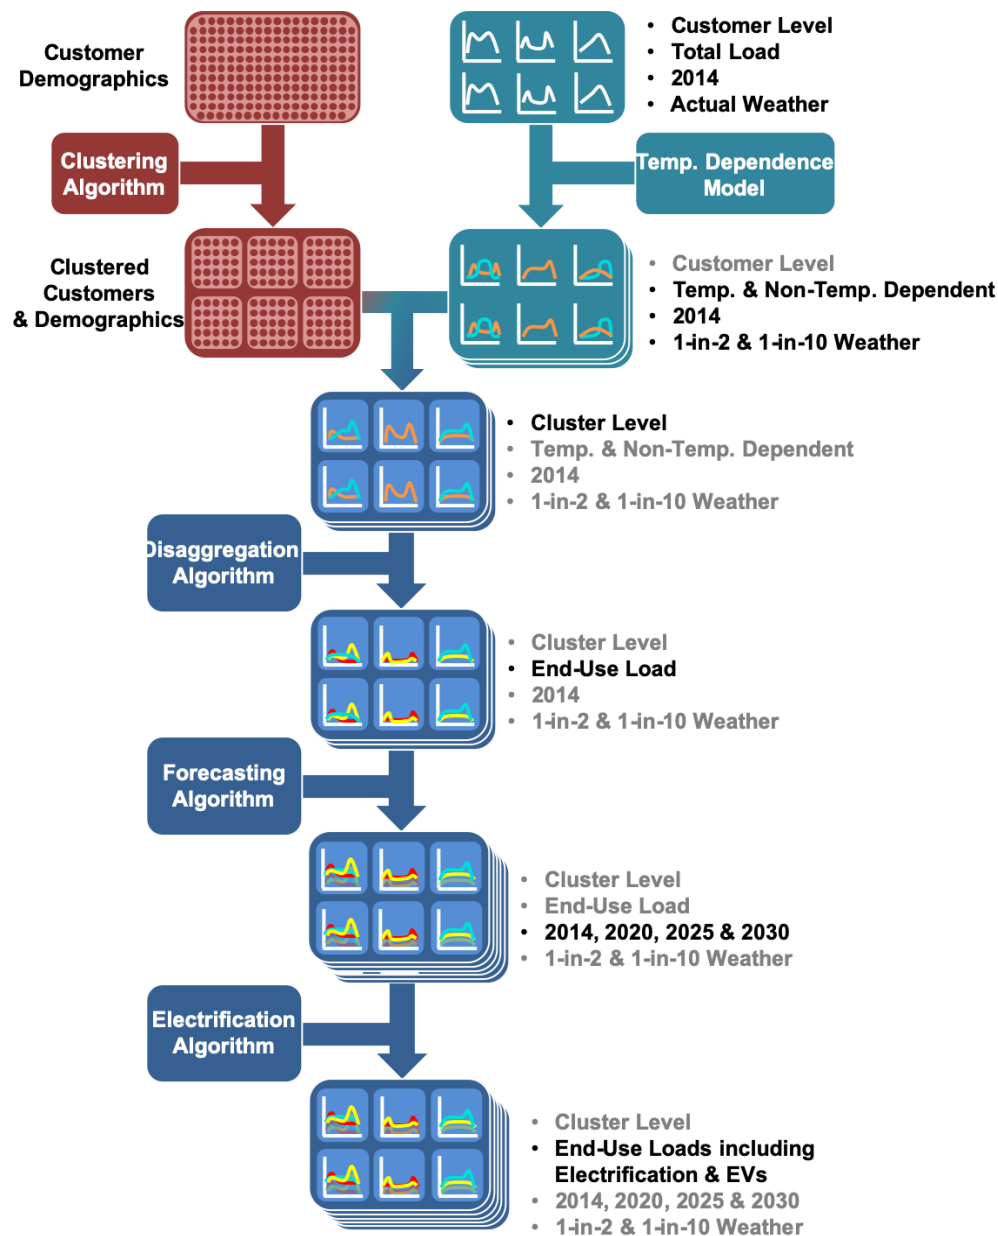 Customer
Demographics
• Customer Level
• Total Load
• 2014
• Actual Weather
Clustering
Algorithm
Temp. Dependence
Model
Clustered
Customers
& Demographics
• Customer Level
• Temp. & Non-Temp. Dependent
• 2014
• 1-in-2 & 1-in-10 Weather
• Cluster Level
• Temp. & Non-Temp. Dependent
• 2014
• 1-in-2 & 1-in-10 Weather
Disaggregation
Algorithm
• Cluster Level
• End-Use Load
• 2014
• 1-in-2 & 1-in-10 Weather
Forecasting
Algorithm
• Cluster Level
• End-Use Load
• 2014, 2020, 2025 & 2030
• 1-in-2 & 1-in-10 Weather
Electrification
Algorithm
• Cluster Level
• End-Use Loads including
Electrification & EVs
• 2014, 2020, 2025 & 2030
• 1-in-2 & 1-in-10 Weather